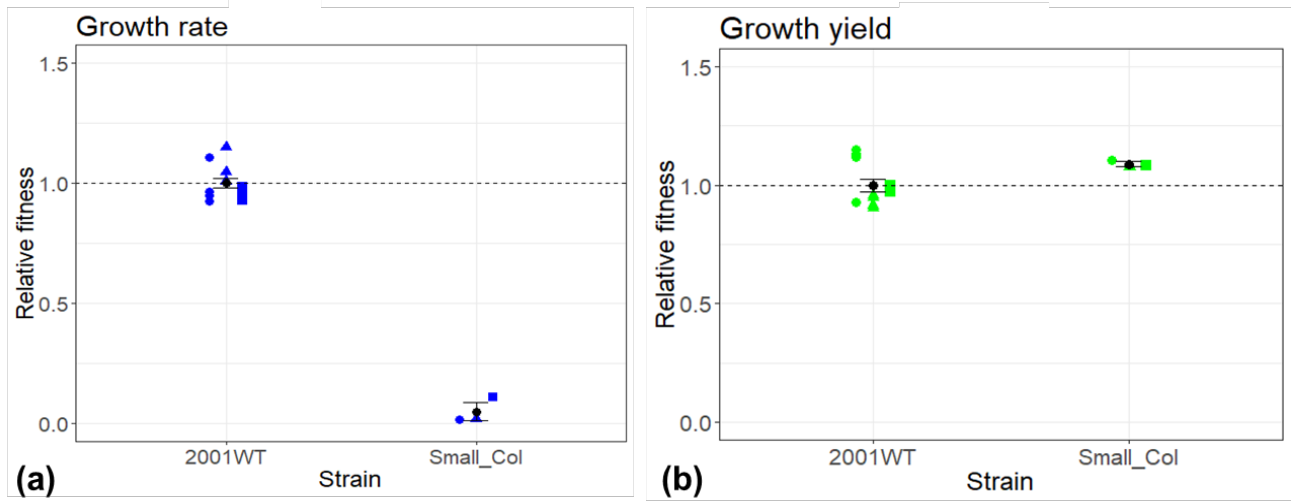 Growth rate
Relative fitness
1.5
1.0
0.5
0.0
2001WT
Small_Col
Strain
(a)
Growth yield
Relative fitness
1.5
1.0
0.5
0.0
2001WT
Small_Col
Strain
(b)